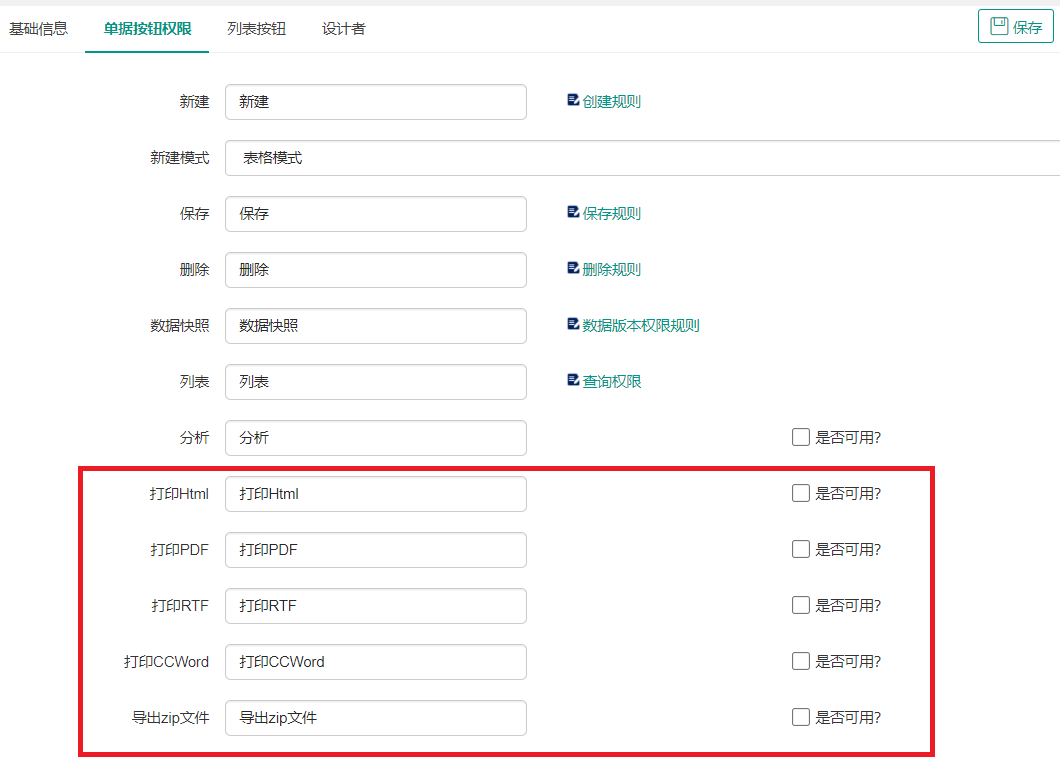 基础信息 单据按钮权限 列表按钮 设计者 保存
新建 新建 创建规则
新建模式 表格模式
保存 保存 保存规则
删除 删除 删除规则
数据快照 数据快照 数据版本权限规则
列表 列表 查询权限
分析 分析 是否可用?
打印Html 打印Html 是否可用?
打印PDF 打印PDF 是否可用?
打印RTF 打印RTF 是否可用?
打印CCWord 打印CCWord 是否可用?
导出zip文件 导出zip文件 是否可用?